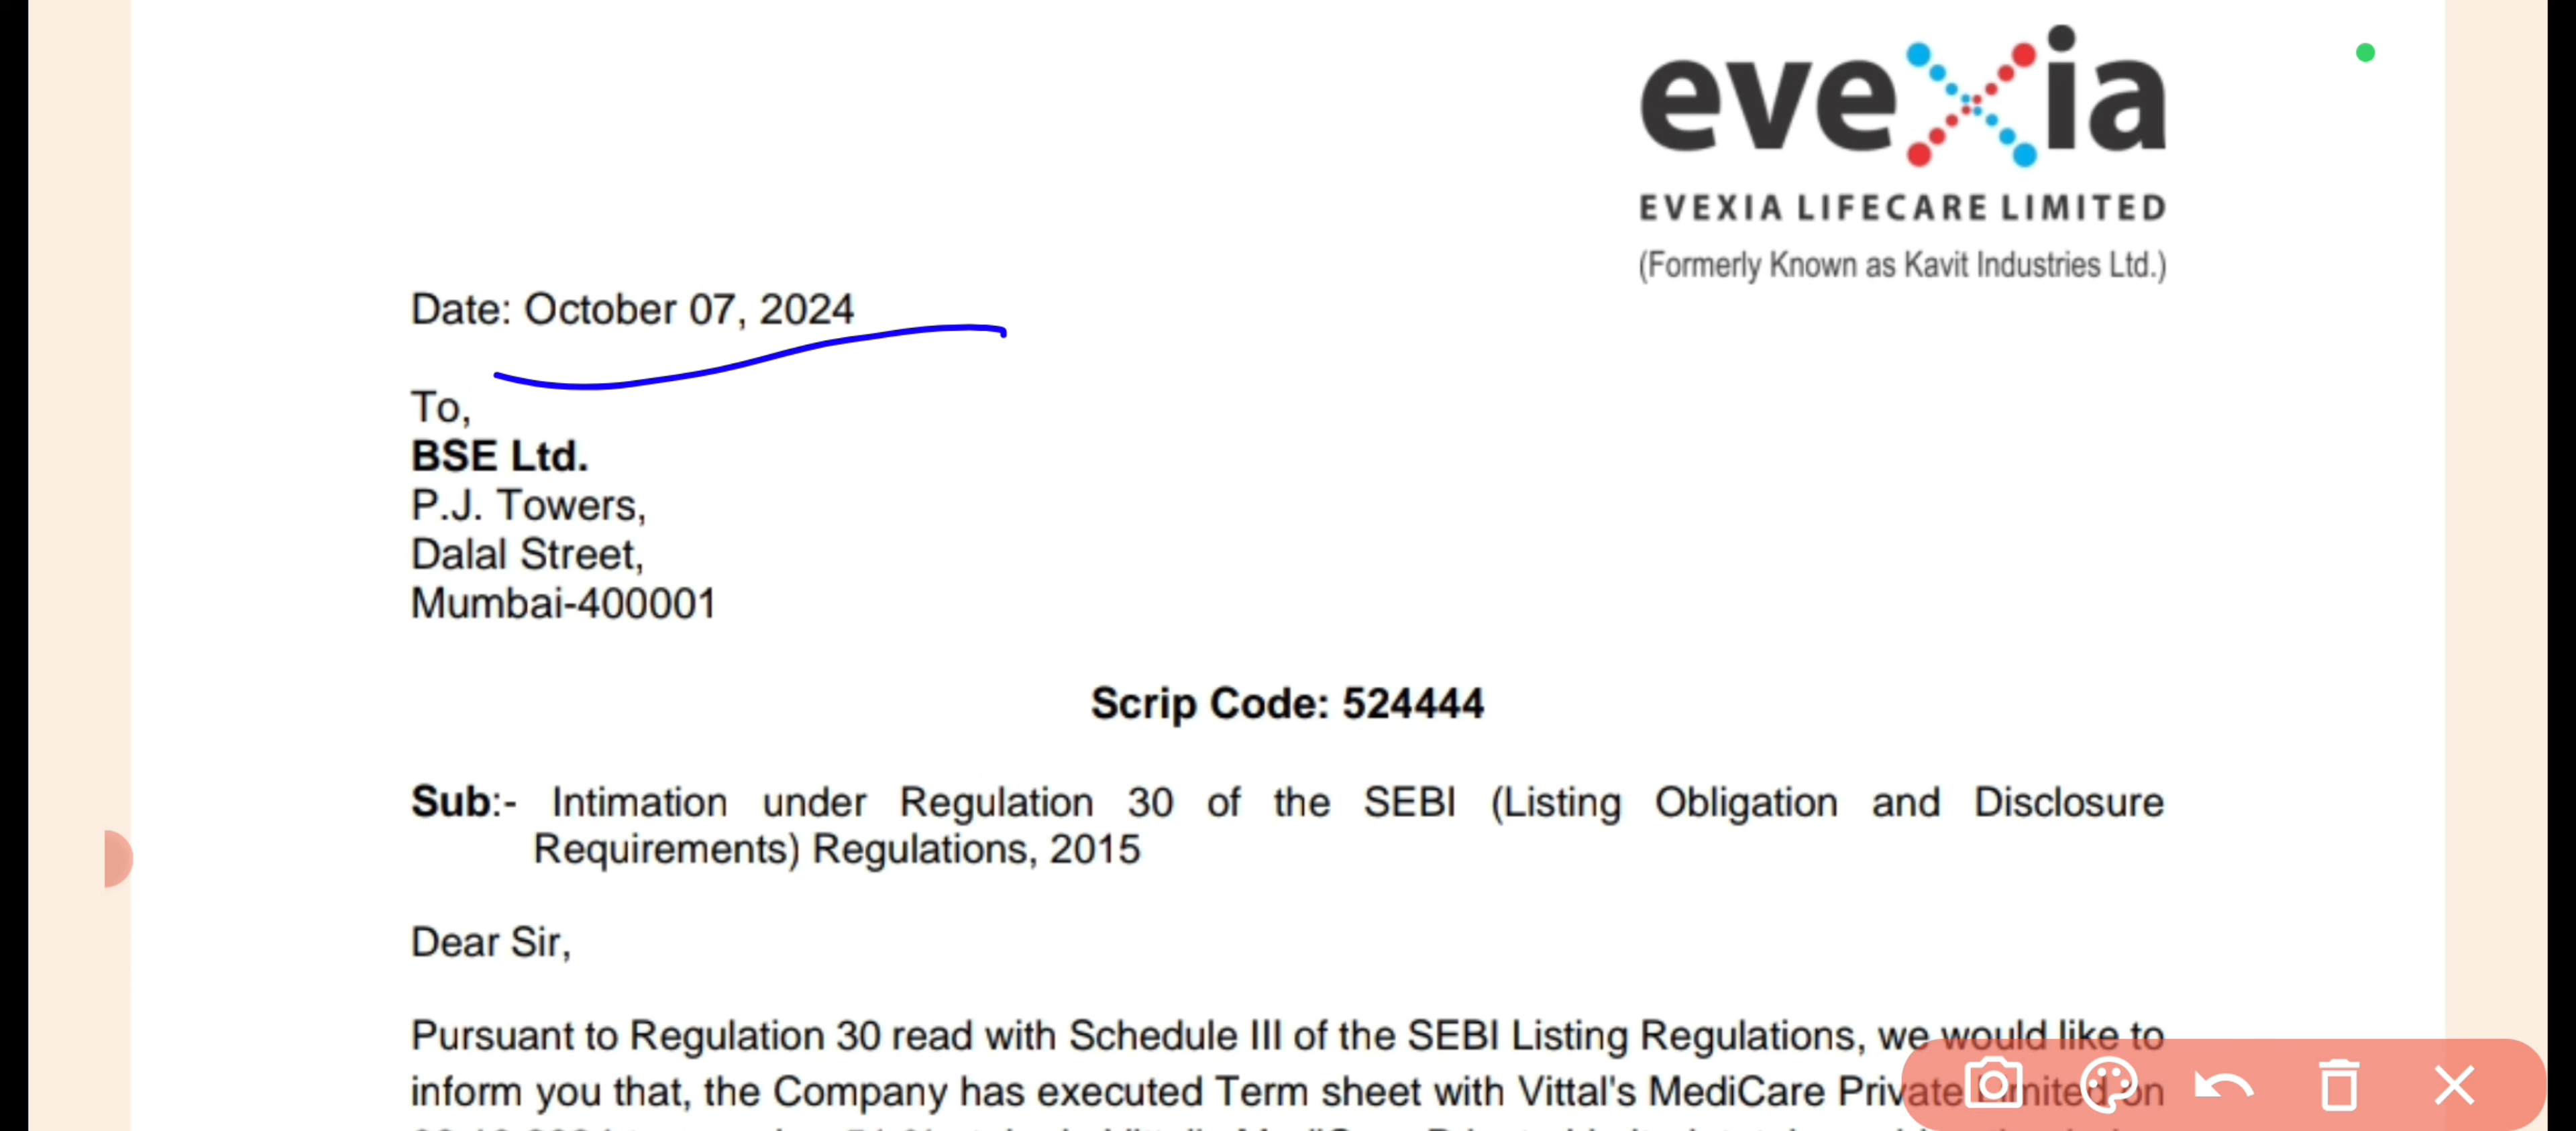 evexia
EVEXIA LIFECARE LIMITED
(Formerly Known as Kavit Industries Ltd.)
Date: October 07, 2024
To,
BSE Ltd.
P.J. Towers,
Dalal Street,
Mumbai-400001
Scrip Code: 524444
Sub:- Intimation under Regulation 30 of the SEBI (Listing Obligation and Disclosure
Requirements) Regulations, 2015
Dear Sir,
Pursuant to Regulation 30 read with Schedule III of the SEBI Listing Regulations, we would like to
inform you that, the Company has executed Term sheet with Vittal's MediCare Private Limited on